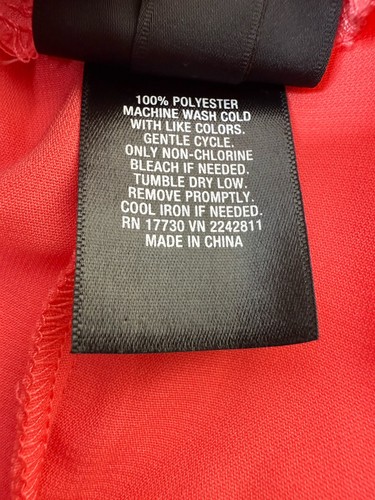 100% POLYESTER
MACHINE WASH COLD
WITH LIKE COLORS.
GENTLE CYCLE.
ONLY NON-CHLORINE
BLEACH IF NEEDED.
TUMBLE DRY LOW.
REMOVE PROMPTLY.
COOL IRON IF NEEDED.
RN 17730 VN 2242811
MADE IN CHINA